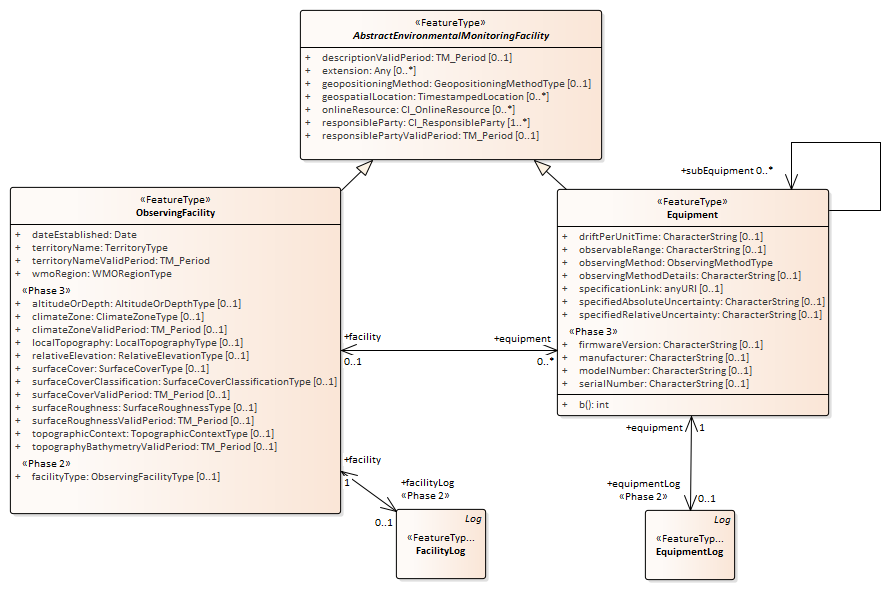 «FeatureType»
AbstractEnvironmentalMonitoringFacility
+ descriptionValidPeriod: TM_Period [0..1]
+ extension: Any [0..*]
+ geopositioningMethod: GeopositioningMethodType [0..1]
+ geospatialLocation: TimestampedLocation [0..*]
+ onlineResource: CI_OnlineResource [0..*]
+ responsibleParty: CI_ResponsibleParty [1..*]
+ responsiblePartyValidPeriod: TM_Period [0..1]
+subEquipment 0..*
«FeatureType»
ObservingFacility
+ dateEstablished: Date
+ territoryName: TerritoryType
+ territoryNameValidPeriod: TM_Period
+ wmoRegion: WMORegionType
«Phase 3»
+ altitudeOrDepth: AltitudeOrDepthType [0..1]
+ climateZone: ClimateZoneType [0..1]
+ climateZoneValidPeriod: TM_Period [0..1]
+ localTopography: LocalTopographyType [0..1]
+ relativeElevation: RelativeElevationType [0..1]
+ surfaceCover: SurfaceCoverType [0..1]
+ surfaceCoverClassification: SurfaceCoverClassificationType [0..1]
+ surfaceCoverValidPeriod: TM_Period [0..1]
+ surfaceRoughness: SurfaceRoughnessType [0..1]
+ surfaceRoughnessValidPeriod: TM_Period [0..1]
+ topographicContext: TopographicContextType [0..1]
+ topographyBathymetryValidPeriod: TM_Period [0..1]
«Phase 2»
+ facilityType: ObservingFacilityType [0..1]
«FeatureType»
Equipment
+ driftPerUnitTime: CharacterString [0..1]
+ observableRange: CharacterString [0..1]
+ observingMethod: ObservingMethodType
+ observingMethodDetails: CharacterString [0..1]
+ specificationLink: anyURI [0..1]
+ specifiedAbsoluteUncertainty: CharacterString [0..1]
+ specifiedRelativeUncertainty: CharacterString [0..1]
«Phase 3»
+ firmwareVersion: CharacterString [0..1]
+ manufacturer: CharacterString [0..1]
+ modelNumber: CharacterString [0..1]
+ serialNumber: CharacterString [0..1]
+ b(): int
+facility
0..1
+equipment
0..*
+facility
1
+facilityLog
«Phase 2»
0..1
+equipment
1
+equipmentLog
«Phase 2»
0..1
Log
«FeatureTyp...
FacilityLog
Log
«FeatureTyp...
EquipmentLog